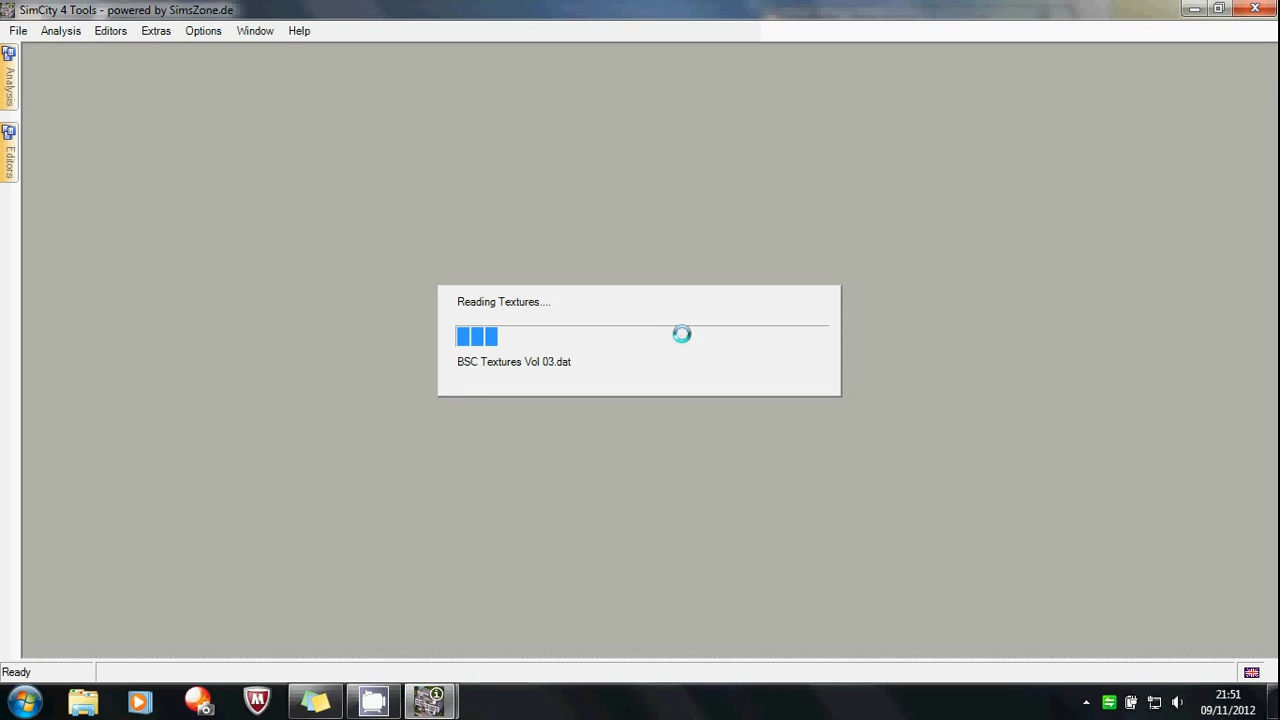 SimCity 4 Tools - powered by SimsZone.de
File Analysis Editors Extras Options Window Help
Analysis
Editors
Reading Textures....
BSC Textures Vol 03.dat
Ready
21:51
09/11/2012